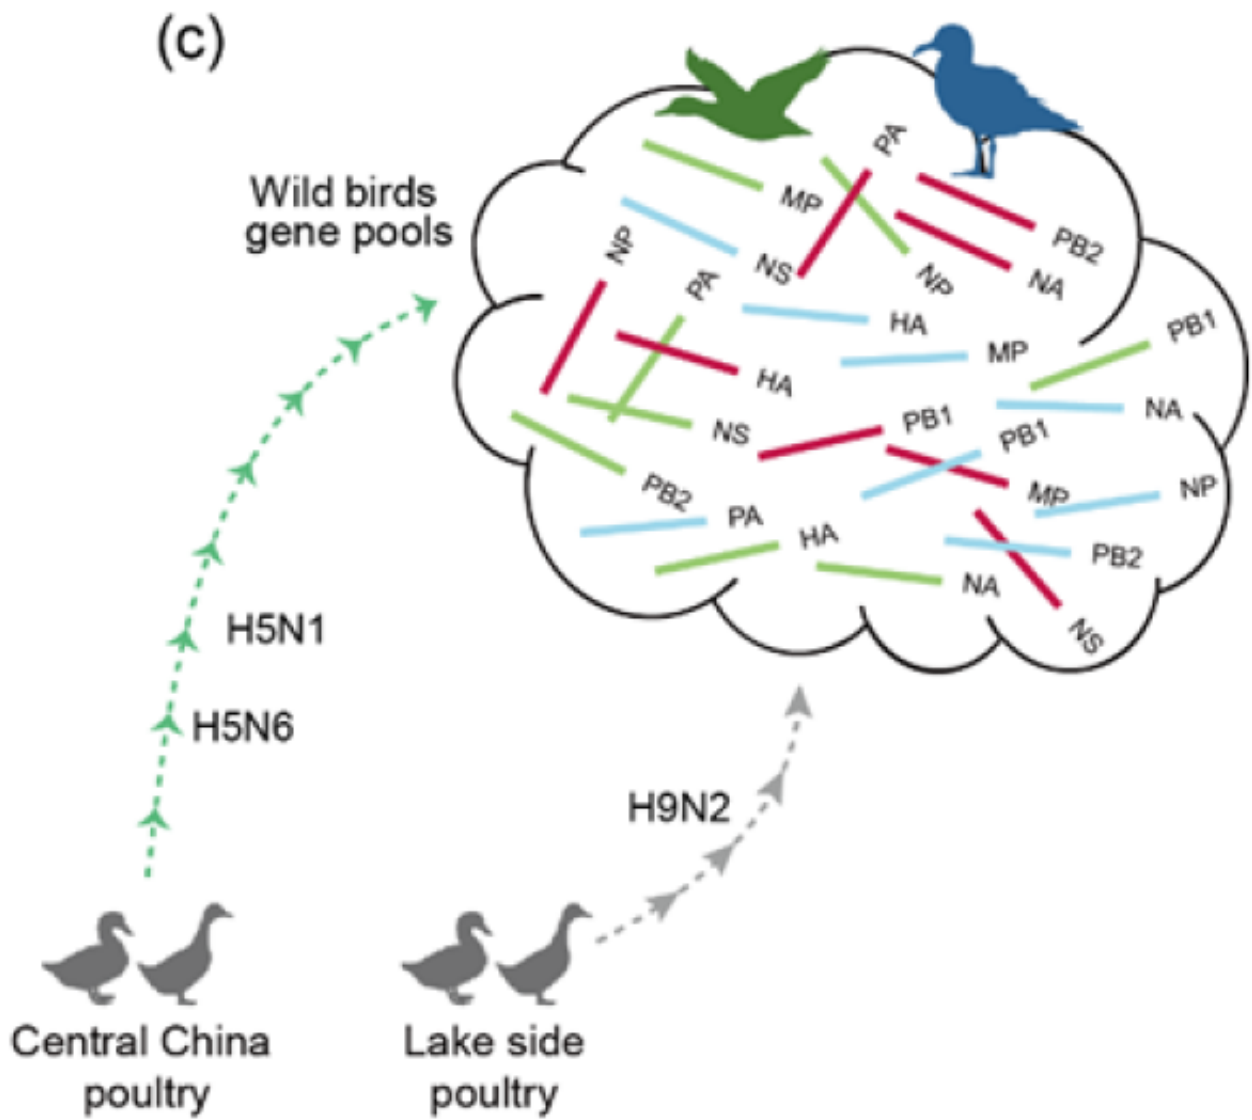 (c)
Wild birds
gene pools
PA
MP
PB2
NP
NS
NP
NA
PA
HA
PB1
MP
HA
NA
PB1
NS
PB1
PB2
MP
NP
PA
HA
PB2
NA
NS
H5N1
H5N6
H9N2
Central China
poultry
Lake side
poultry